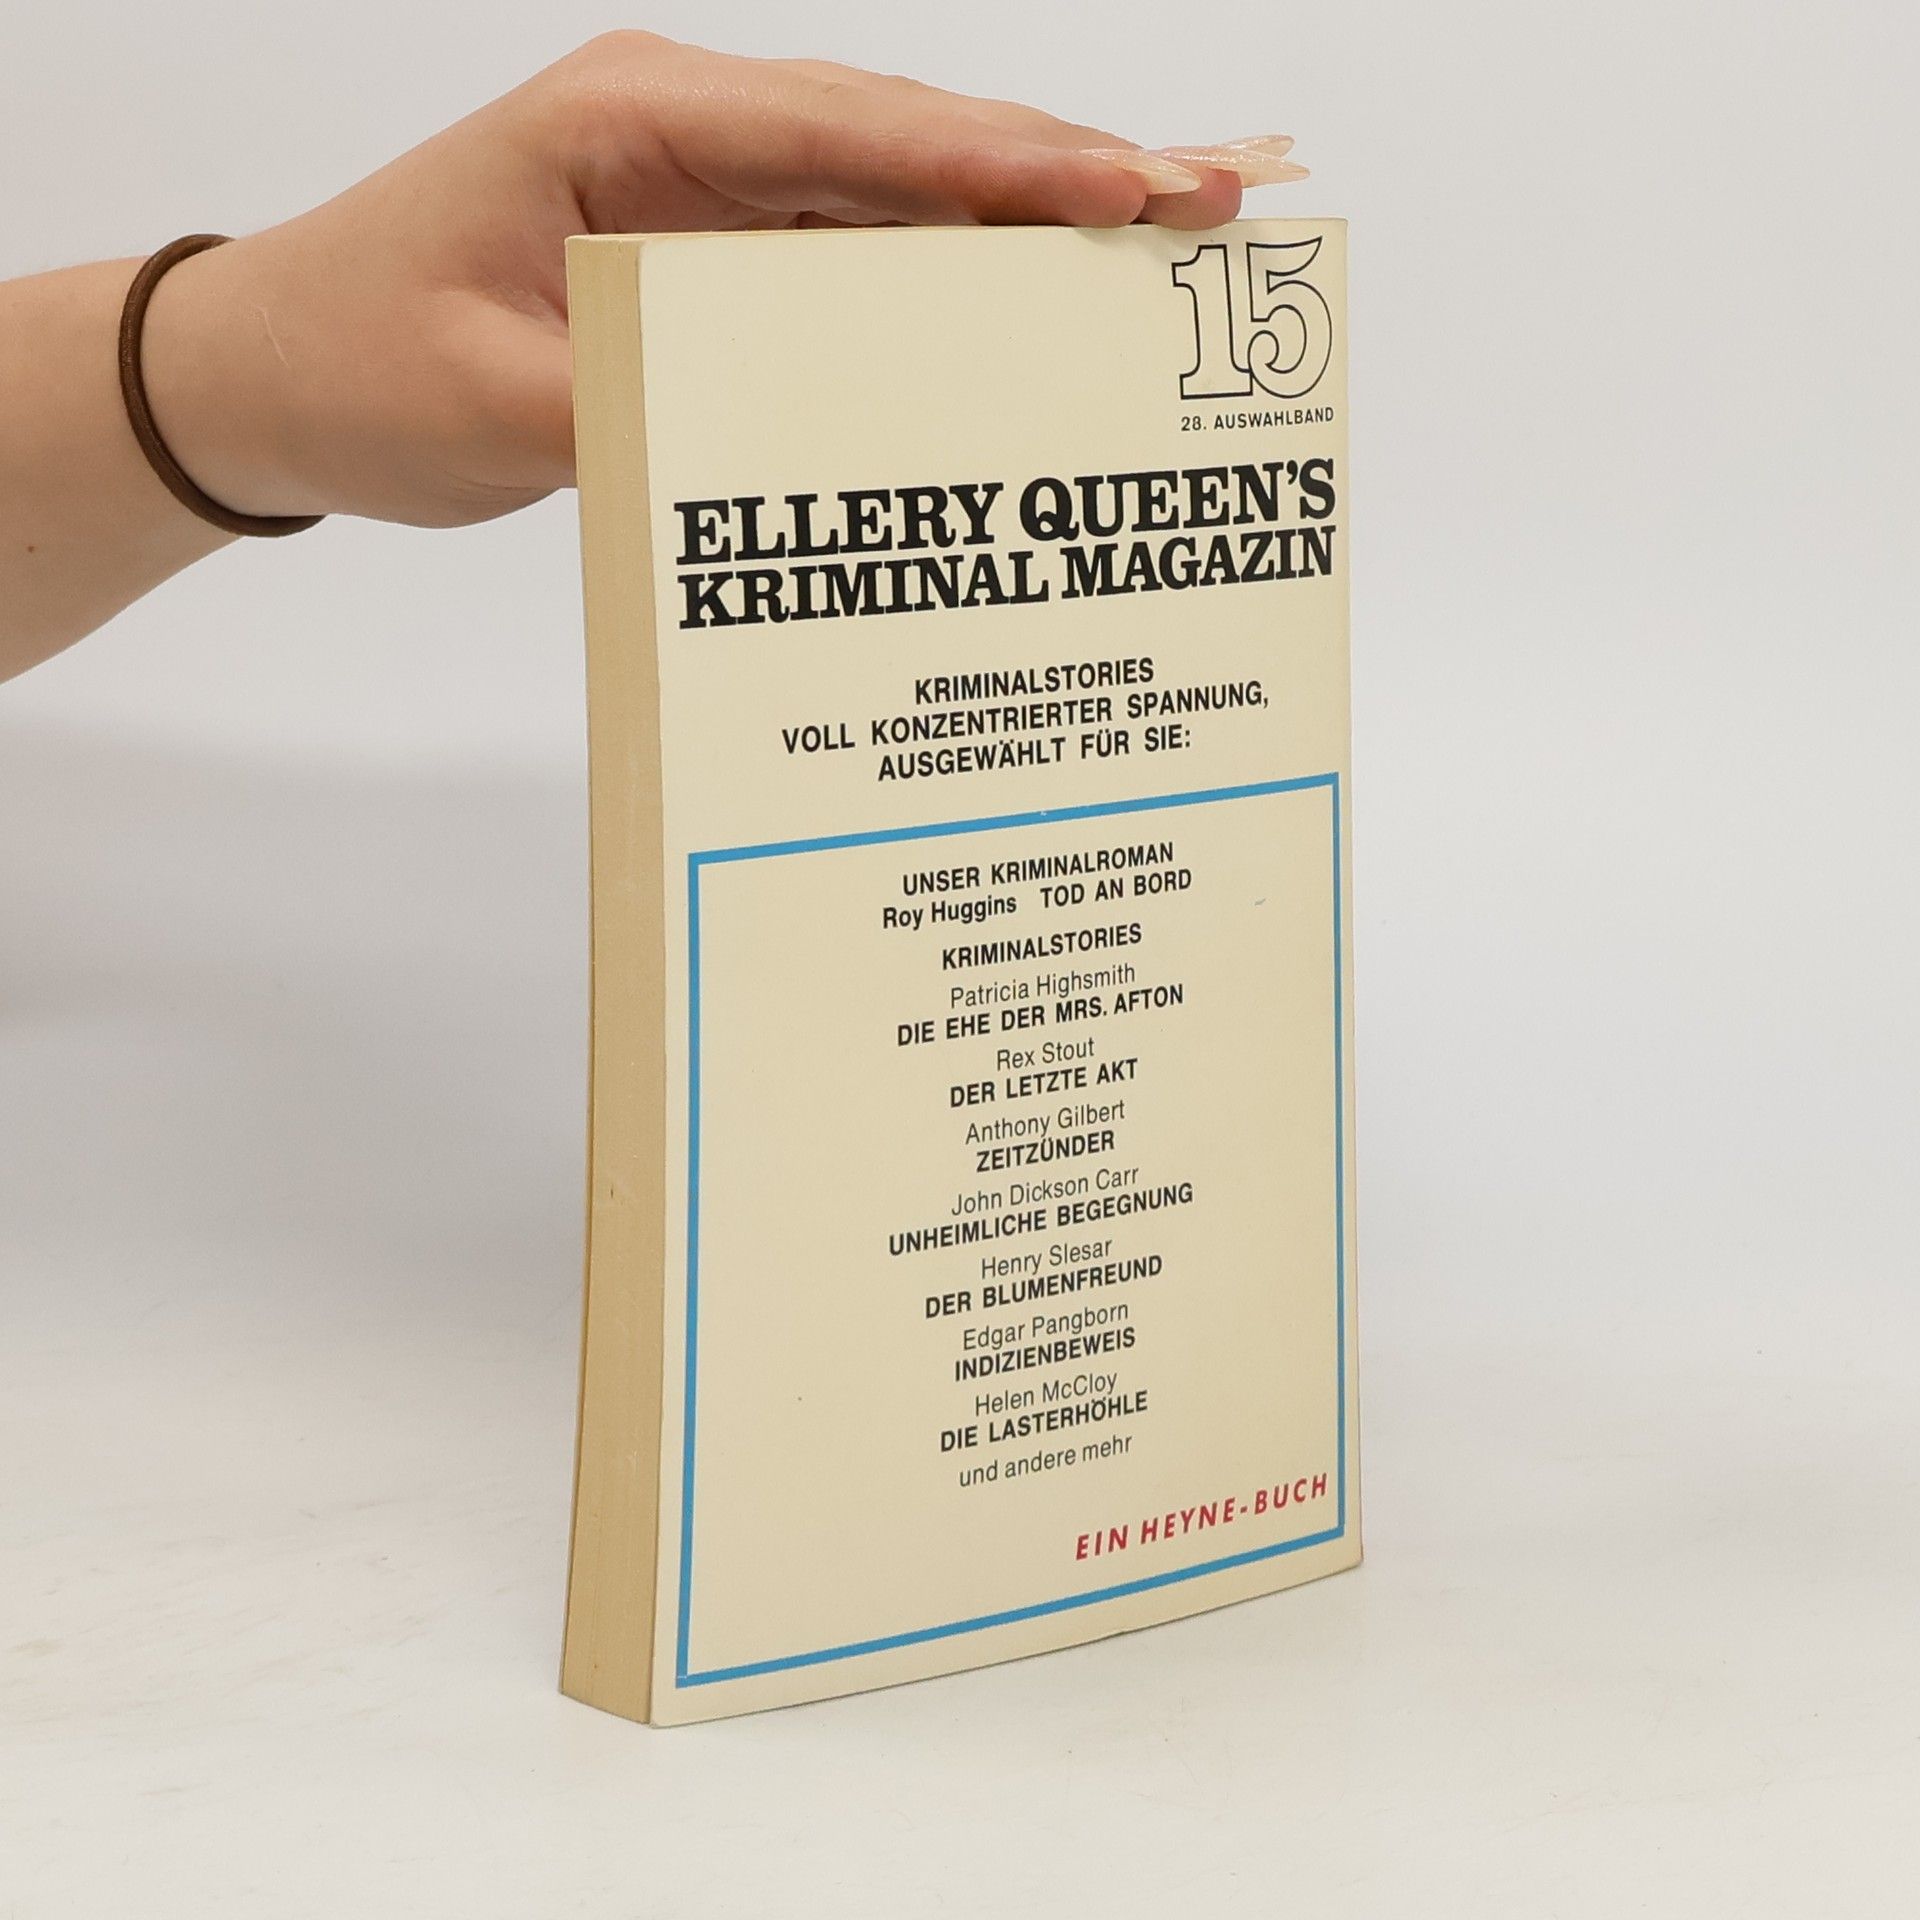 15
28. AUSWAHLBAND
ELLERY QUEEN'S
KRIMINAL MAGAZIN
KRIMINALSTORIES
VOLL KONZENTRIERTER SPANNUNG,
AUSGEWÄHLT FÜR SIE:
UNSER KRIMINALROMAN
Roy Huggins TOD AN BORD
KRIMINALSTORIES
Patricia Highsmith
DIE EHE DER MRS. AFTON
Rex Stout
DER LETZTE AKT
Anthony Gilbert
ZEITZÜNDER
John Dickson Carr
UNHEIMLICHE BEGEGNUNG
Henry Slesar
DER BLUMENFREUND
Edgar Pangborn
INDIZIENBEWEIS
Helen McCloy
DIE LASTERHÖHLE
und andere mehr
EIN HEYNE-BUCH